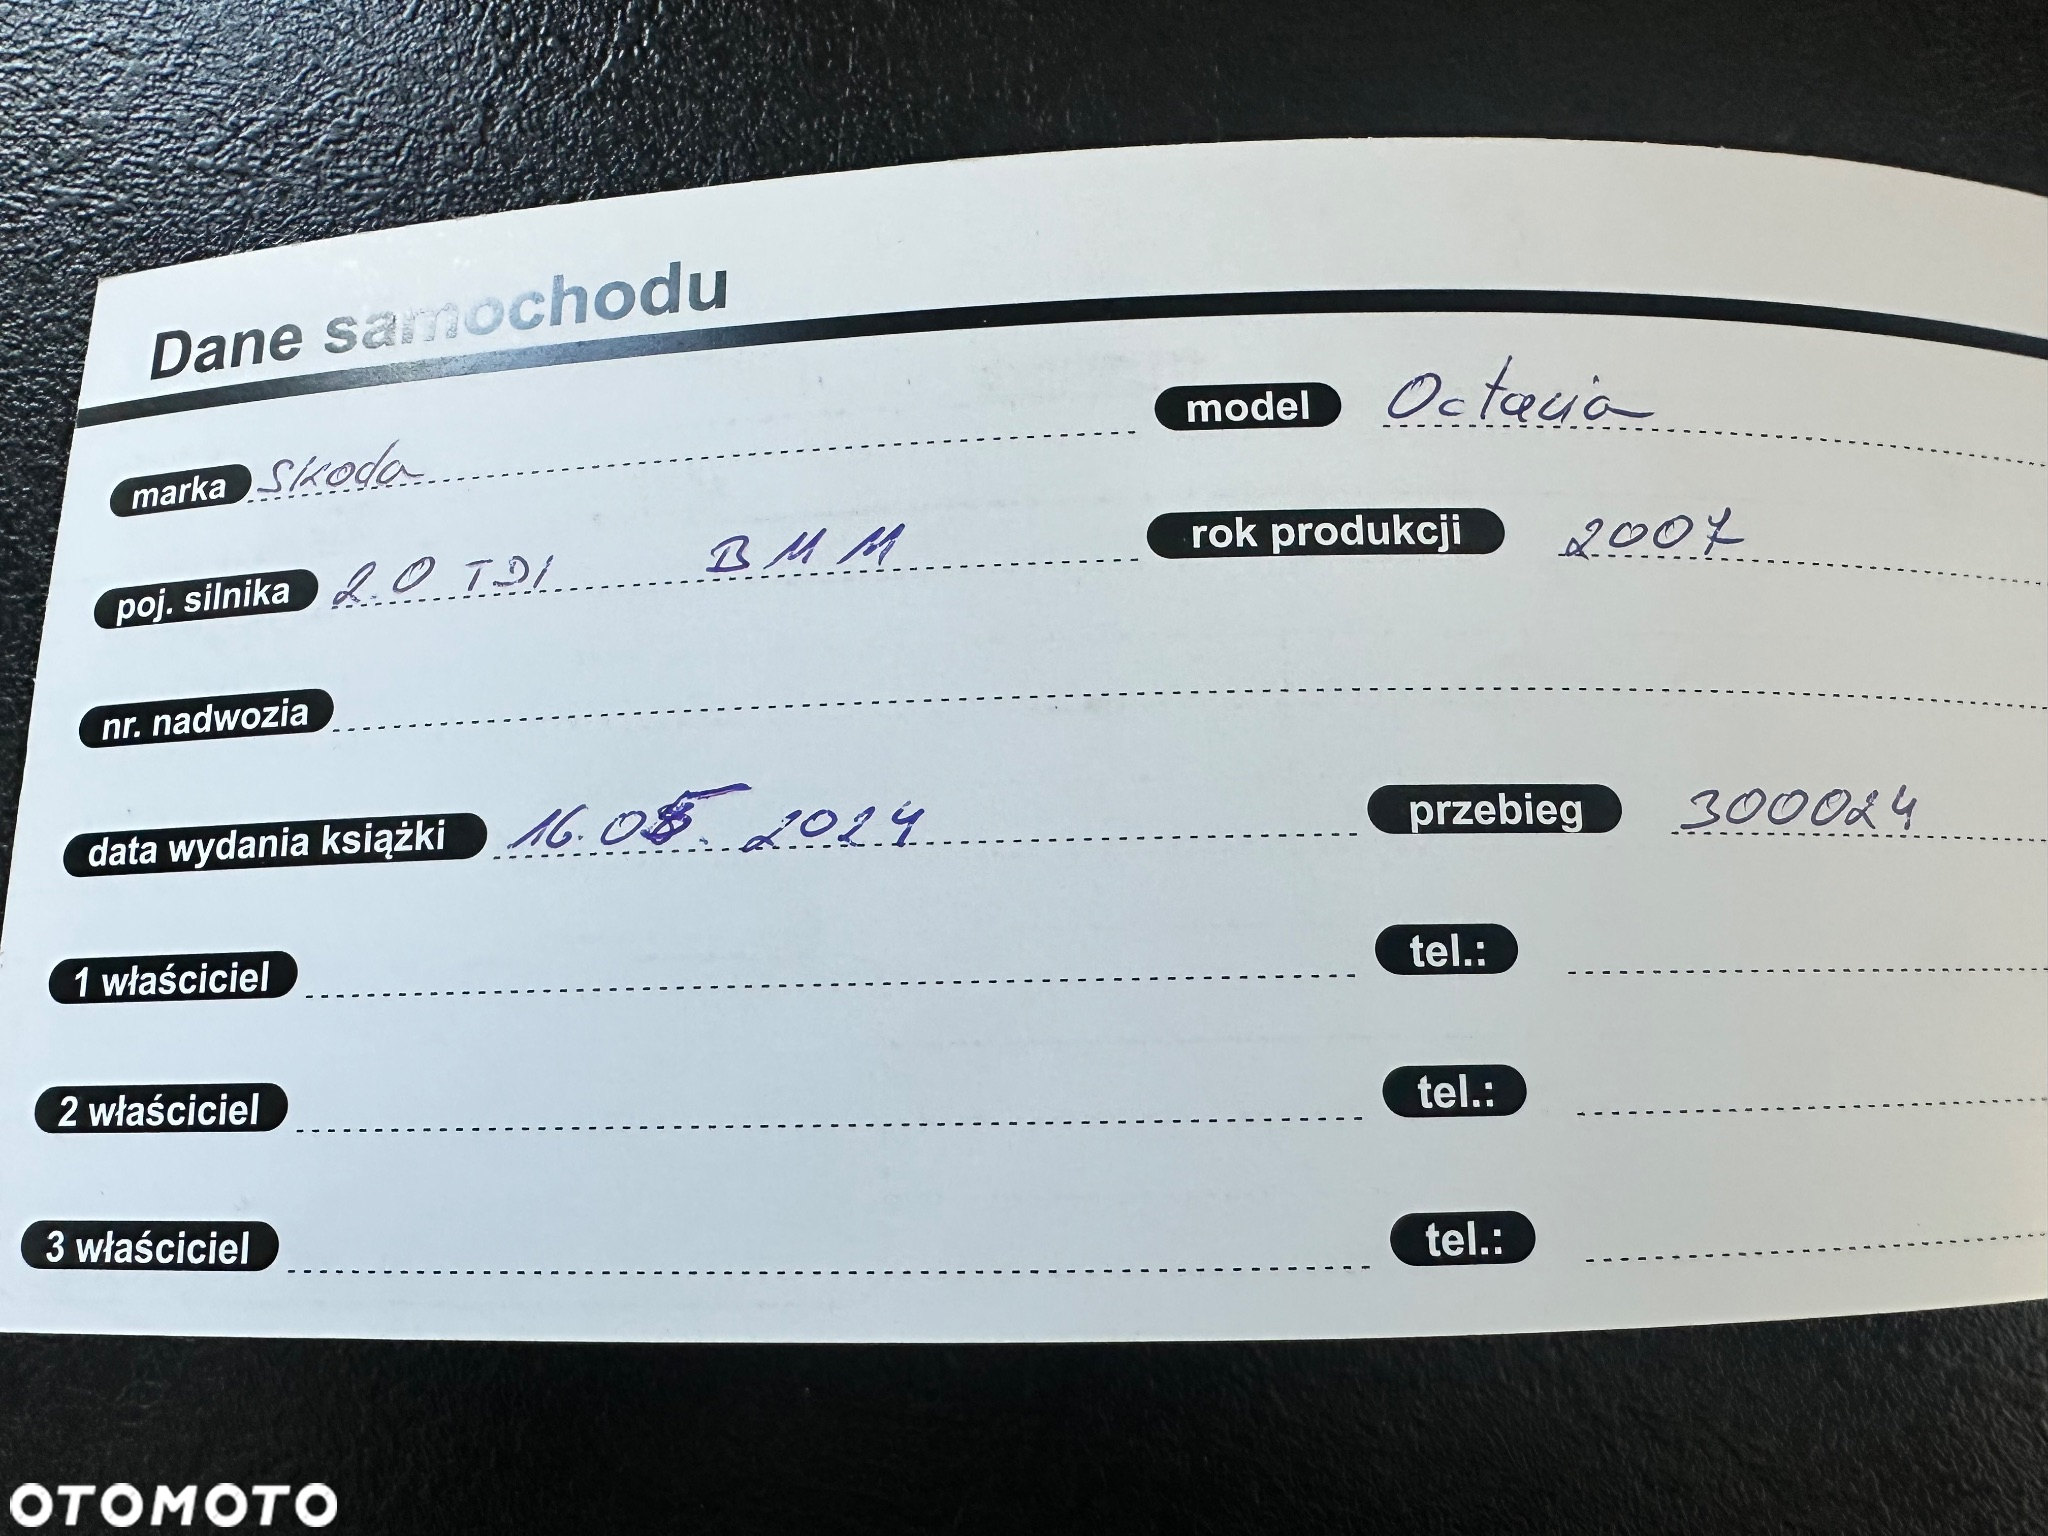 Dane samochodu
marka Skoda model Octavia
poj. silnika 2.0 TDI BMM rok produkcji 2007
nr. nadwozia
data wydania książki 16.05.2024 przebieg 300024
1 właściciel tel.:
2 właściciel tel.:
3 właściciel tel.:
OTOMOTO